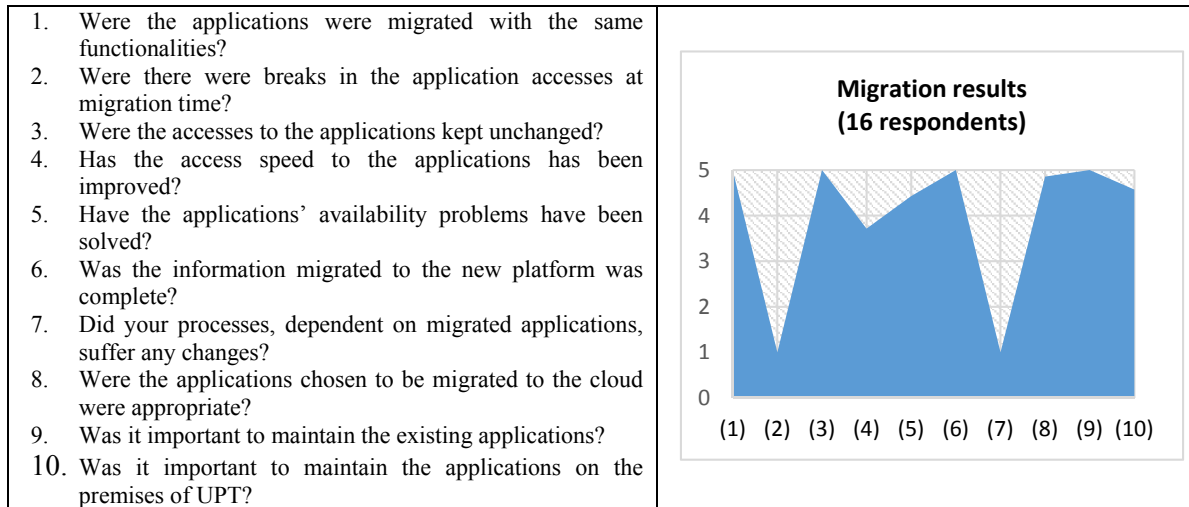 1. Were the applications were migrated with the same
functionalities?
2. Were there were breaks in the application accesses at
migration time?
3. Were the accesses to the applications kept unchanged?
4. Has the access speed to the applications has been
improved?
5. Have the applications’ availability problems have been
solved?
6. Was the information migrated to the new platform was
complete?
7. Did your processes, dependent on migrated applications,
suffer any changes?
8. Were the applications chosen to be migrated to the cloud
were appropriate?
9. Was it important to maintain the existing applications?
10. Was it important to maintain the applications on the
premises of UPT?
Migration results
(16 respondents)
5
4
3
2
1
0
(1) (2) (3) (4) (5) (6) (7) (8) (9) (10)